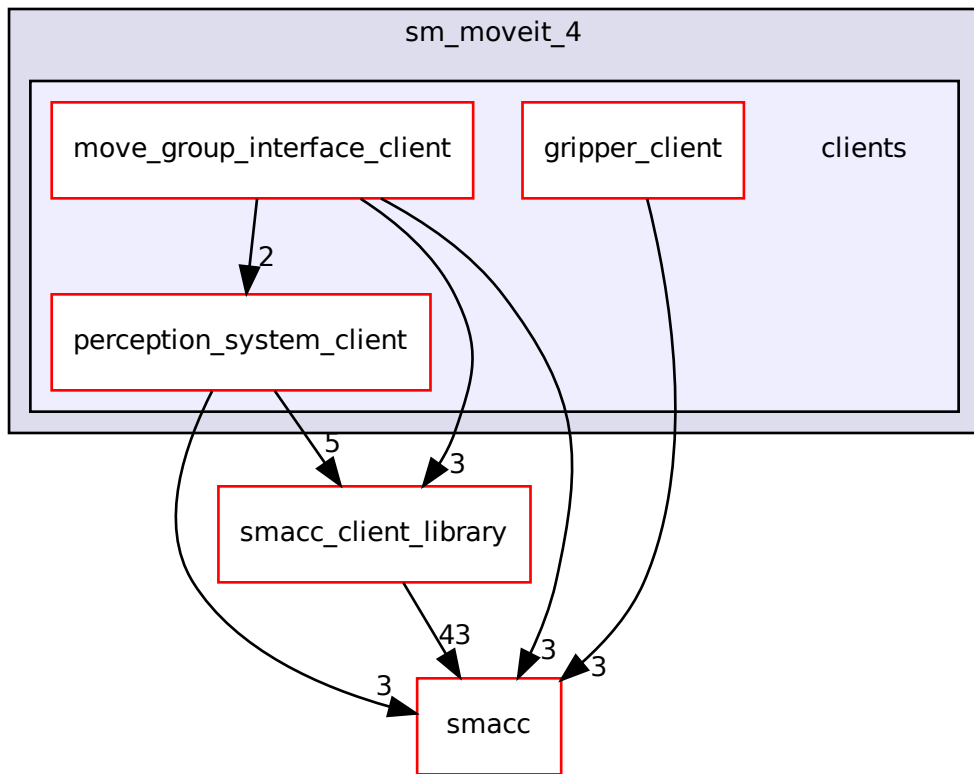 sm_moveit_4
move_group_interface_client
gripper_client
clients
2
perception_system_client
5
3
smacc_client_library
43
3
3
3
smacc